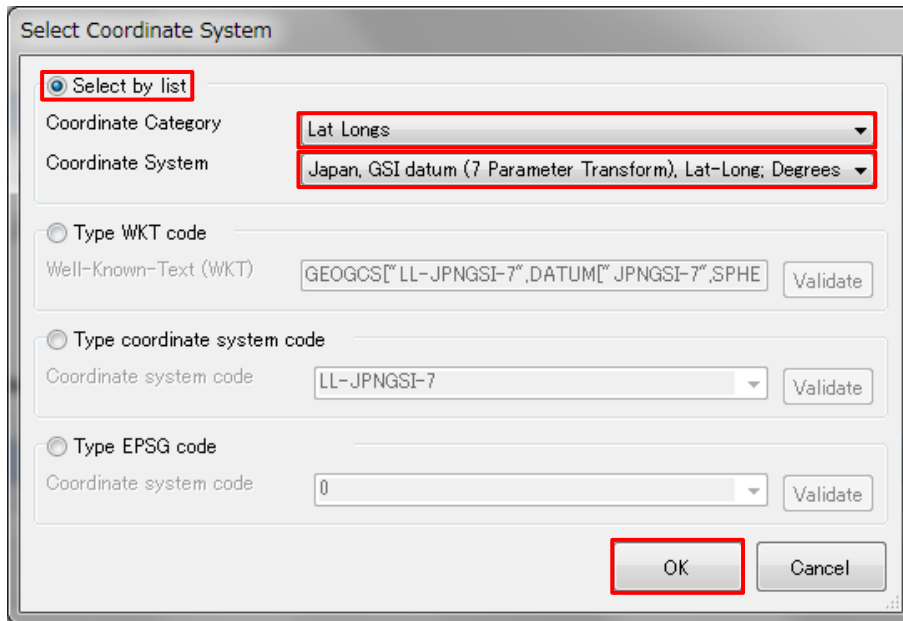 Select Coordinate System
Select by list
Coordinate Category
Lat Longs
Coordinate System
Japan, GSI datum (7 Parameter Transform), Lat-Long; Degrees
Type WKT code
Well-Known-Text (WKT)
GEOGCS["LL-JPNGSI-7",DATUM["JPNGSI-7",SPHE
Validate
Type coordinate system code
Coordinate system code
LL-JPNGSI-7
Validate
Type EPSG code
Coordinate system code
0
Validate
OK
Cancel